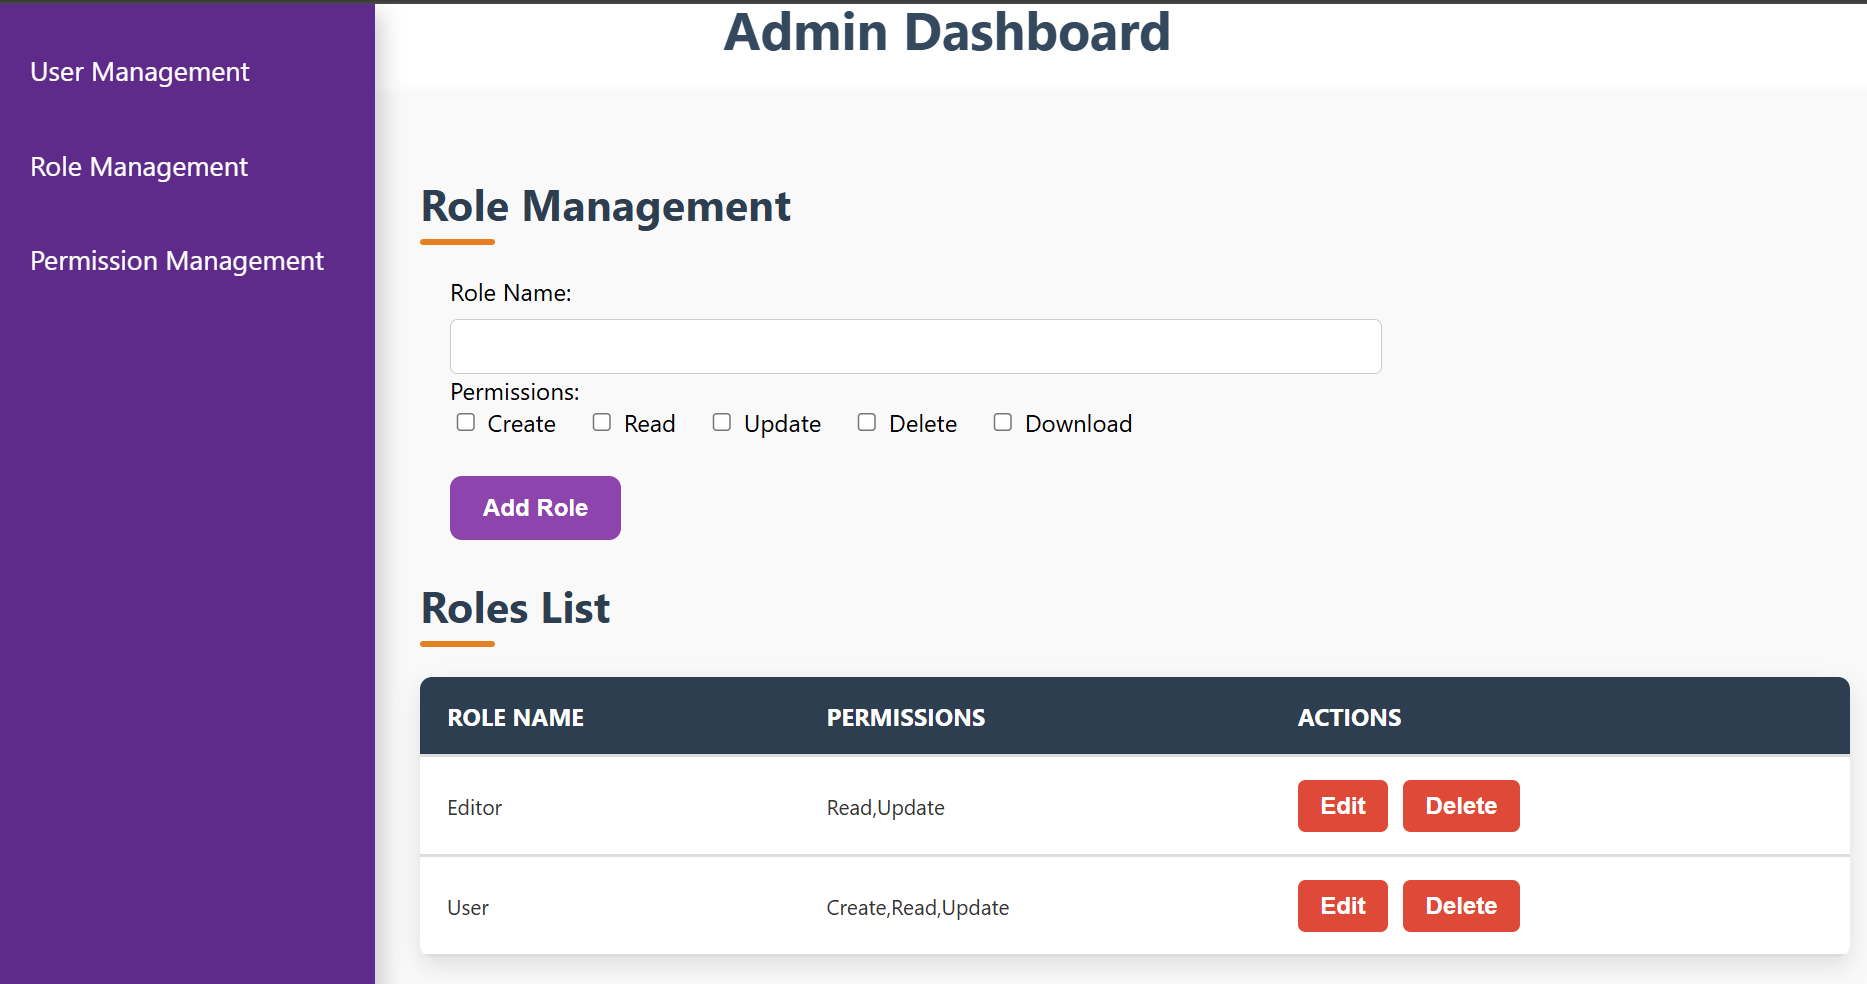 Admin Dashboard
User Management
Role Management
Permission Management
Role Management
Role Name:
Permissions:
Create Read Update Delete Download
Add Role
Roles List
ROLE NAME PERMISSIONS ACTIONS
Editor Read,Update Edit Delete
User Create,Read,Update Edit Delete